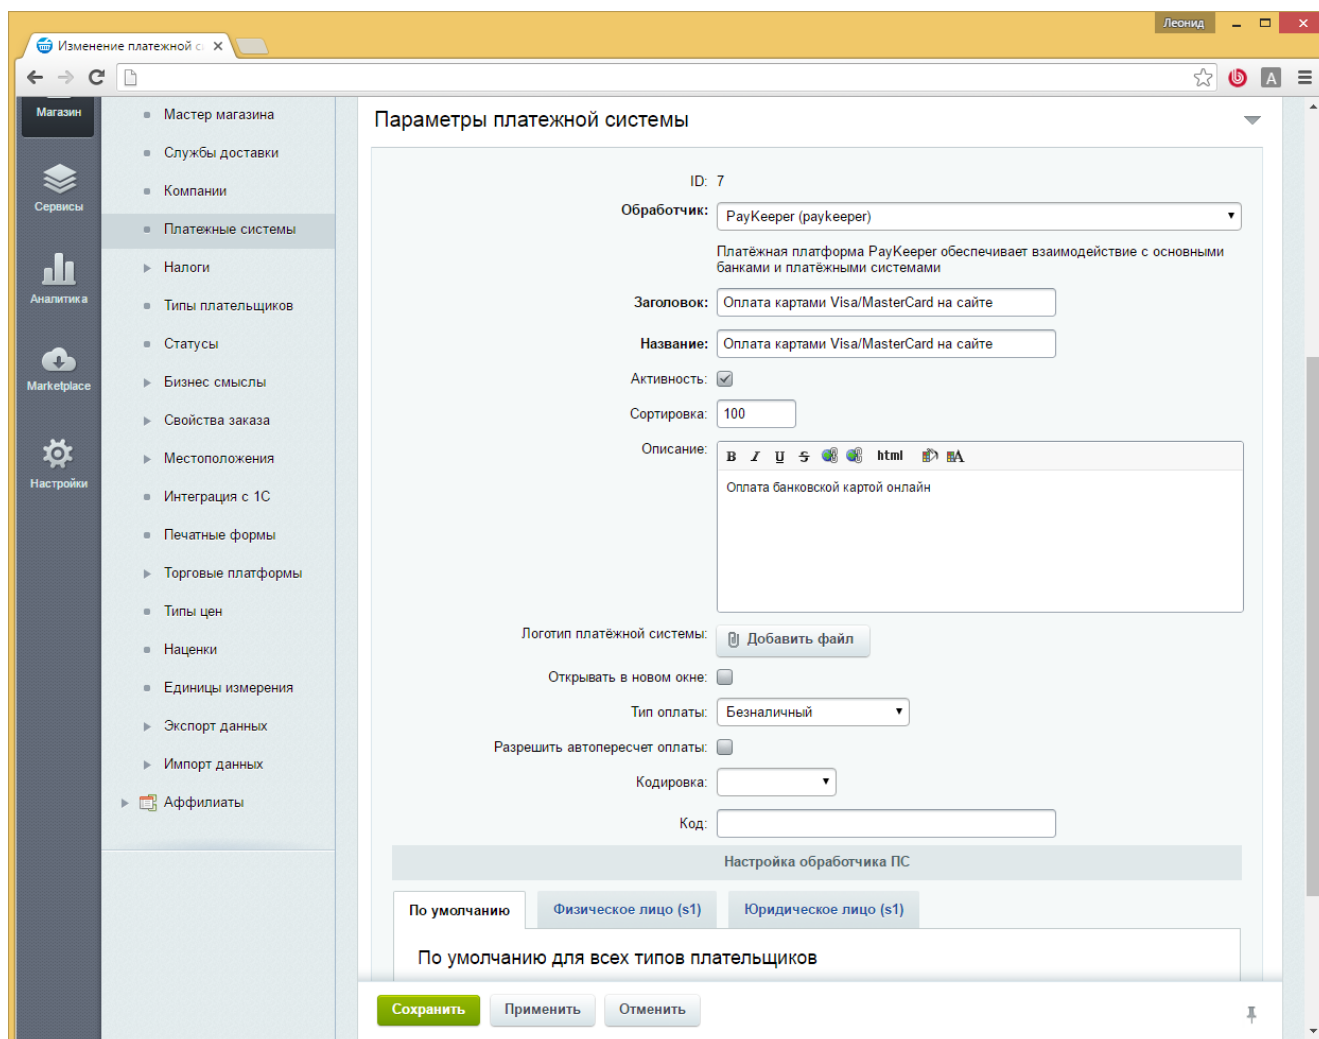 Леонид
Изменение платежной с
Магазин
Сервисы
Аналитика
Marketplace
Настройки
Мастер магазина
Службы доставки
Компании
Платежные системы
Налоги
Типы плательщиков
Статусы
Бизнес смыслы
Свойства заказа
Местоположения
Интеграция с 1С
Печатные формы
Торговые платформы
Типы цен
Наценки
Единицы измерения
Экспорт данных
Импорт данных
Аффилиаты
Параметры платежной системы
ID: 7
Обработчик: PayKeeper (paykeeper)
Платёжная платформа PayKeeper обеспечивает взаимодействие с основными
банками и платёжными системами
Заголовок: Оплата картами Visa/MasterCard на сайте
Название: Оплата картами Visa/MasterCard на сайте
Активность:
Сортировка: 100
Описание:
B I U S html A
Оплата банковской картой онлайн
Логотип платёжной системы: Добавить файл
Открывать в новом окне:
Тип оплаты: Безналичный
Разрешить автопересчет оплаты:
Кодировка:
Код:
Настройка обработчика ПС
По умолчанию Физическое лицо (s1) Юридическое лицо (s1)
По умолчанию для всех типов плательщиков
Сохранить Применить Отменить